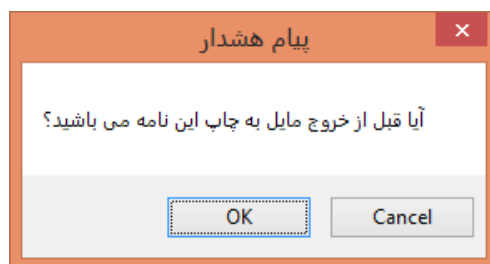 پیام هشدار
آیا قبل از خروج مایل به چاپ این نامه می باشید؟
OK
Cancel